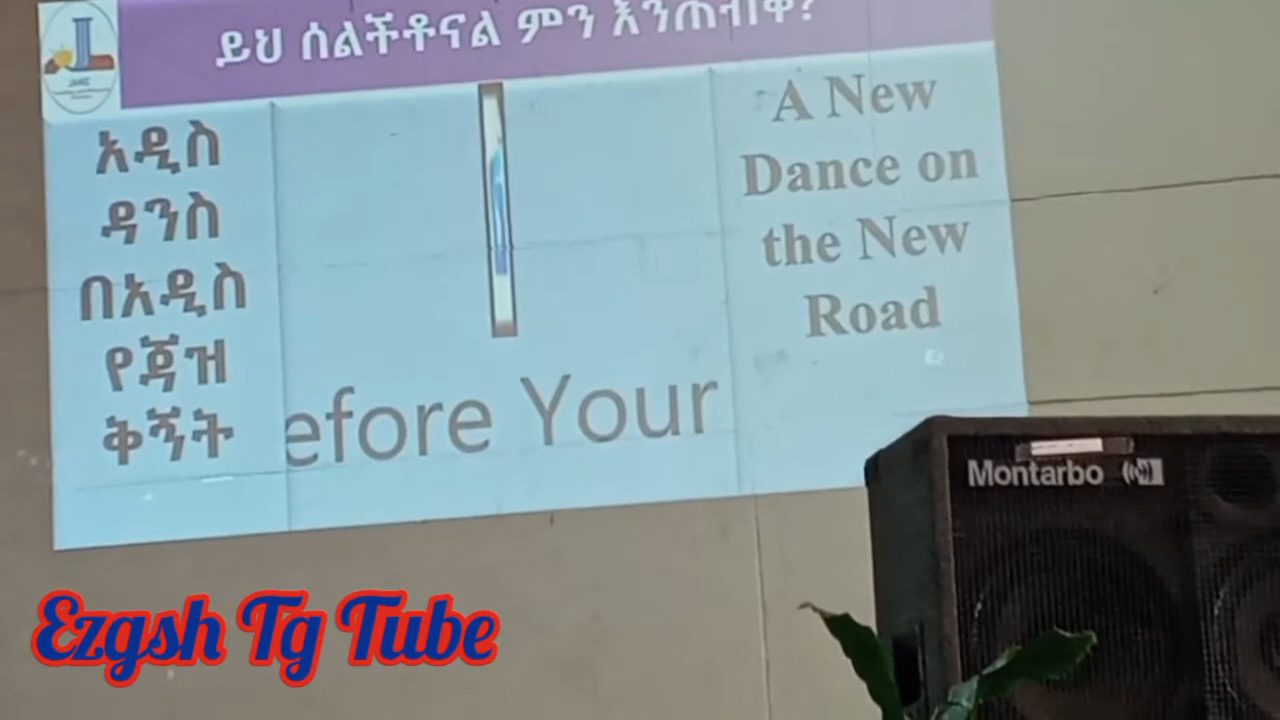 ይህ ሰልችቶናል ምን እንጠብቅ?
አዲስ
ዳንስ
በአዲስ
የጃዝ
ቅኝት
efore Your
A New
Dance on
the New
Road
Montarbo
Ezgsh Tg Tube